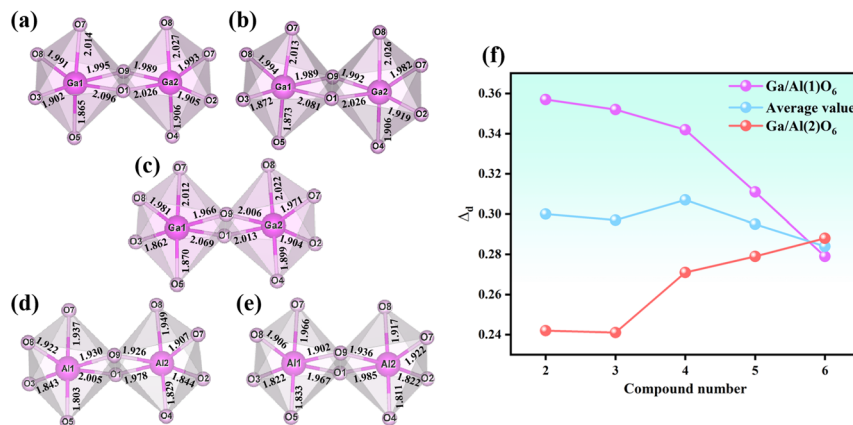 (a)
O7
O8
2.014
2.027
O8
1.991
1.995
O9
1.989
1.993
O7
Ga1
Ga2
O3
1.902
2.096
O1
2.026
1.905
O2
1.865
1.906
O5
O4
(b)
O7
O8
2.013
2.026
O8
1.994
1.989
O9
1.992
1.982
O7
Ga1
Ga2
O3
1.872
2.081
O1
2.026
1.919
O2
1.873
1.906
O5
O4
(c)
O7
O8
2.012
2.022
O8
1.981
1.966
O9
2.006
1.971
O7
Ga1
Ga2
O3
1.862
2.069
O1
2.013
1.904
O2
1.870
1.899
O5
O4
(d)
O7
O8
1.937
1.949
O8
1.922
1.930
O9
1.926
1.907
O7
Al1
Al2
O3
1.843
2.005
O1
1.978
1.844
O2
1.803
1.829
O5
O4
(e)
O7
O8
1.966
1.917
O8
1.906
1.902
O9
1.936
1.922
O7
Al1
Al2
O3
1.822
1.967
O1
1.985
1.822
O2
1.833
1.811
O5
O4
(f)
Ga/Al(1)O₆
Average value
Ga/Al(2)O₆
0.36
0.34
0.32
0.30
0.28
0.26
0.24
Δd
2 3 4 5 6
Compound number